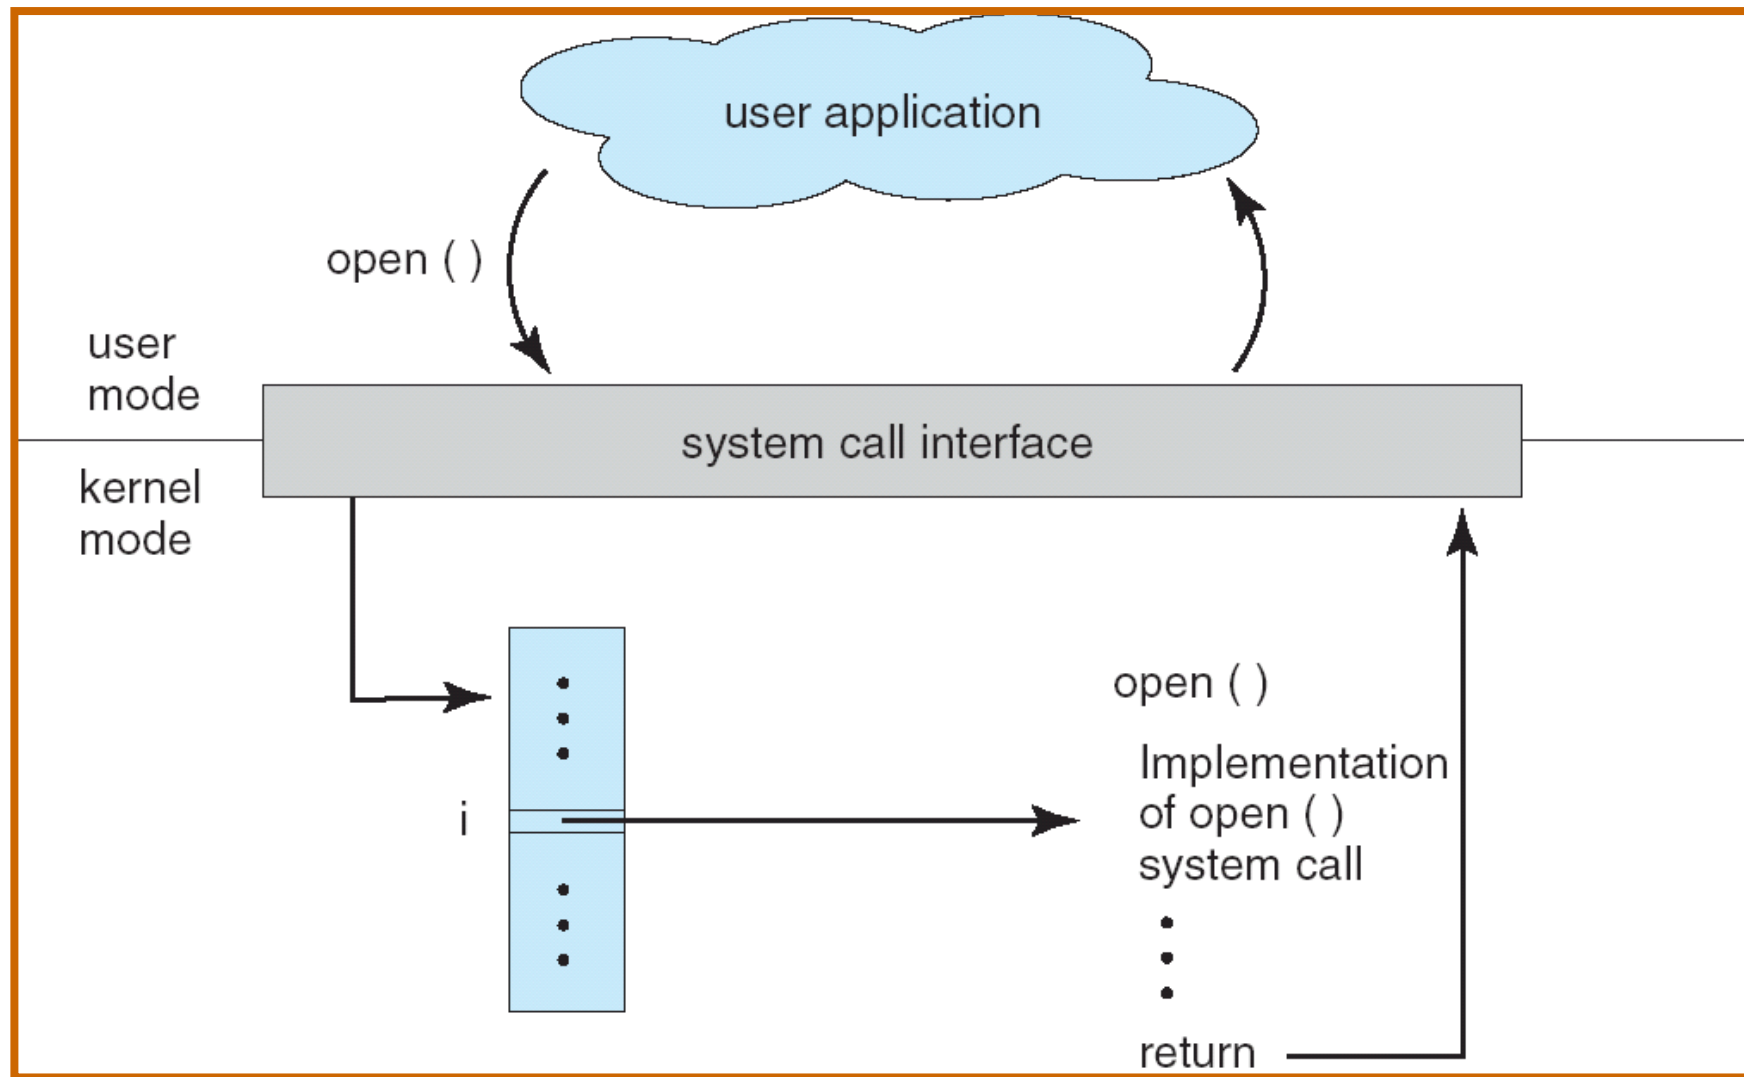 user application
open ( )
user
mode
system call interface
kernel
mode
open ( )
Implementation
of open ( )
system call
i
return